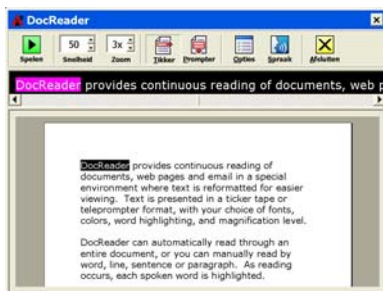 DocReader
50 3x
Spelen Snelheid Zoom Tikker Prompter Opties Spraak Afsluiten
DocReader provides continuous reading of documents, web p
DocReader provides continuous reading of
documents, web pages and email in a special
environment where text is reformatted for easier
viewing. Text is presented in a ticker tape or
teleprompter format, with your choice of fonts,
colors, word highlighting, and magnification level.
DocReader can automatically read through an
entire document, or you can manually read by
word, line, sentence or paragraph. As reading
occurs, each spoken word is highlighted.